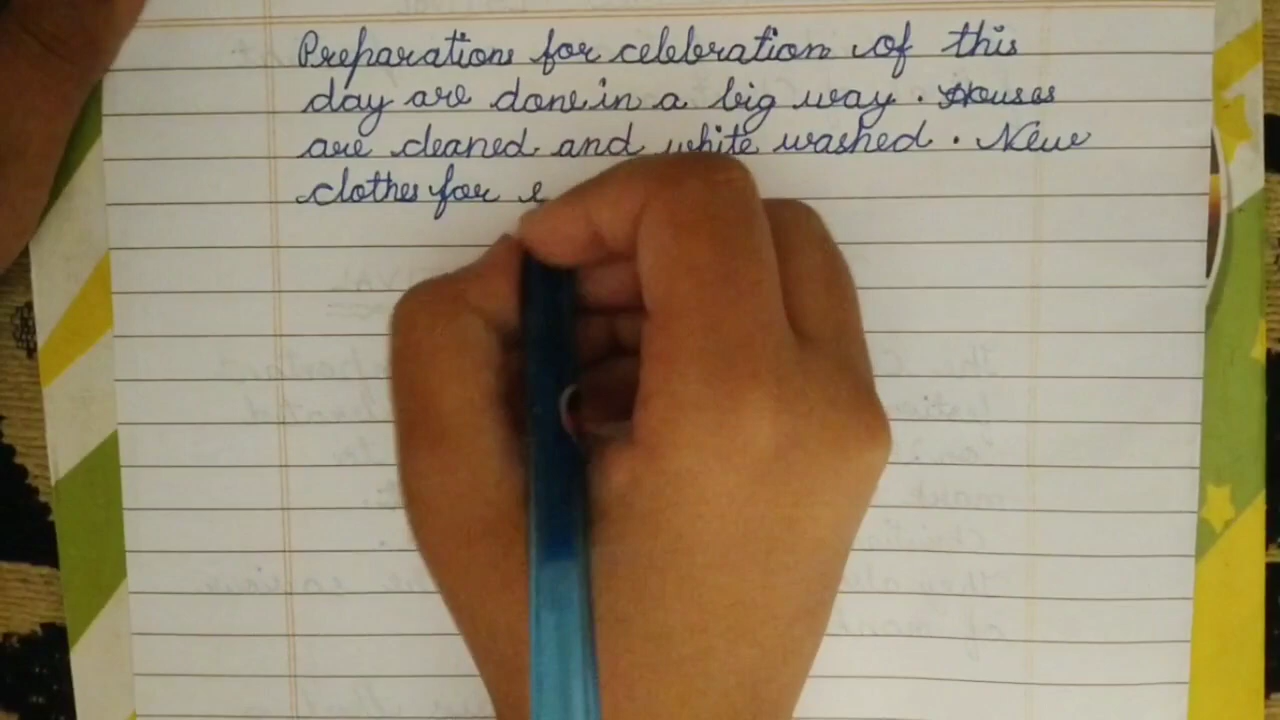 Preparations for celebration of this
day are done in a big way. Houses
are cleaned and white washed. New
clothes for e